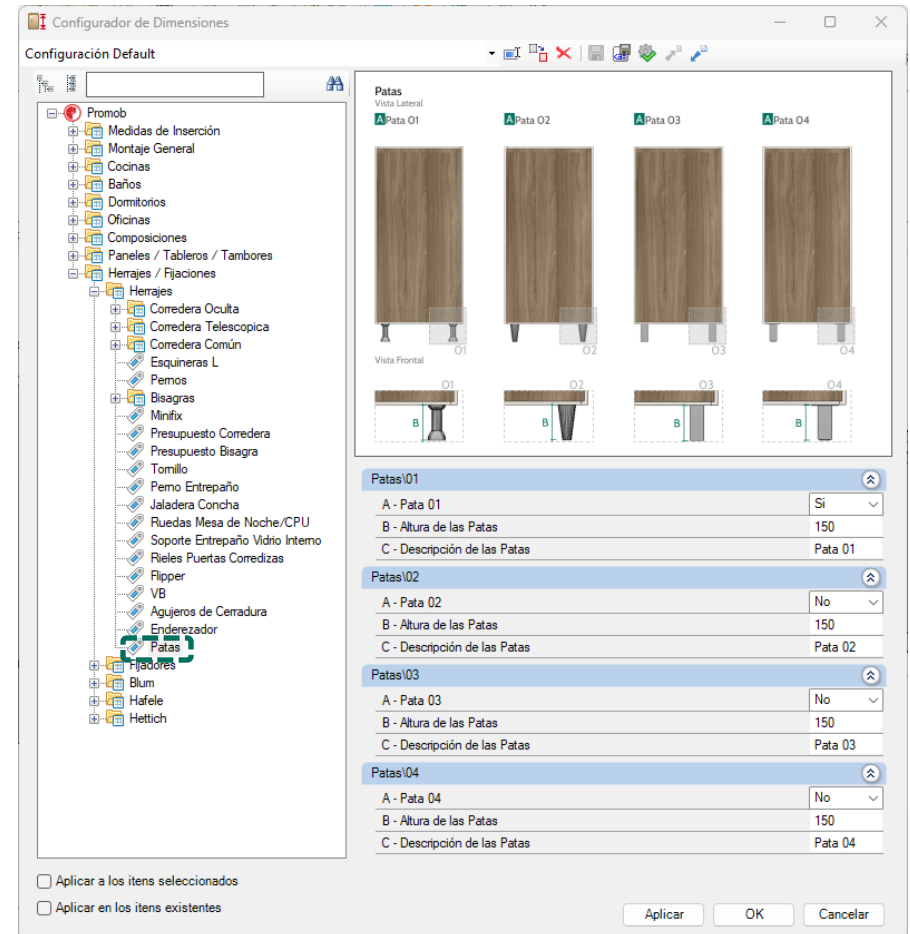 Configurador de Dimensiones
Configuración Default
Promob
Medidas de Inserción
Montaje General
Cocinas
Baños
Dormitorios
Oficinas
Composiciones
Paneles / Tableros / Tambores
Herrajes / Fijaciones
Herrajes
Corredera Oculta
Corredera Telescopica
Corredera Común
Esquineras L
Pernos
Bisagras
Minifix
Presupuesto Corredera
Presupuesto Bisagra
Tornillo
Perno Entrepaño
Jaladera Concha
Ruedas Mesa de Noche/CPU
Soporte Entrepaño Vidrio Interno
Rieles Puertas Corredizas
Flipper
VB
Agujeros de Cerradura
Enderezador
Patas
Fijadores
Blum
Hafele
Hettich
Patas
Vista Lateral
A Pata 01 A Pata 02 A Pata 03 A Pata 04
01 02 03 04
Vista Frontal
01 02 03 04
B B B B
Patas\01
A - Pata 01 Si
B - Altura de las Patas 150
C - Descripción de las Patas Pata 01
Patas\02
A - Pata 02 No
B - Altura de las Patas 150
C - Descripción de las Patas Pata 02
Patas\03
A - Pata 03 No
B - Altura de las Patas 150
C - Descripción de las Patas Pata 03
Patas\04
A - Pata 04 No
B - Altura de las Patas 150
C - Descripción de las Patas Pata 04
Aplicar a los itens seleccionados
Aplicar en los itens existentes
Aplicar OK Cancelar